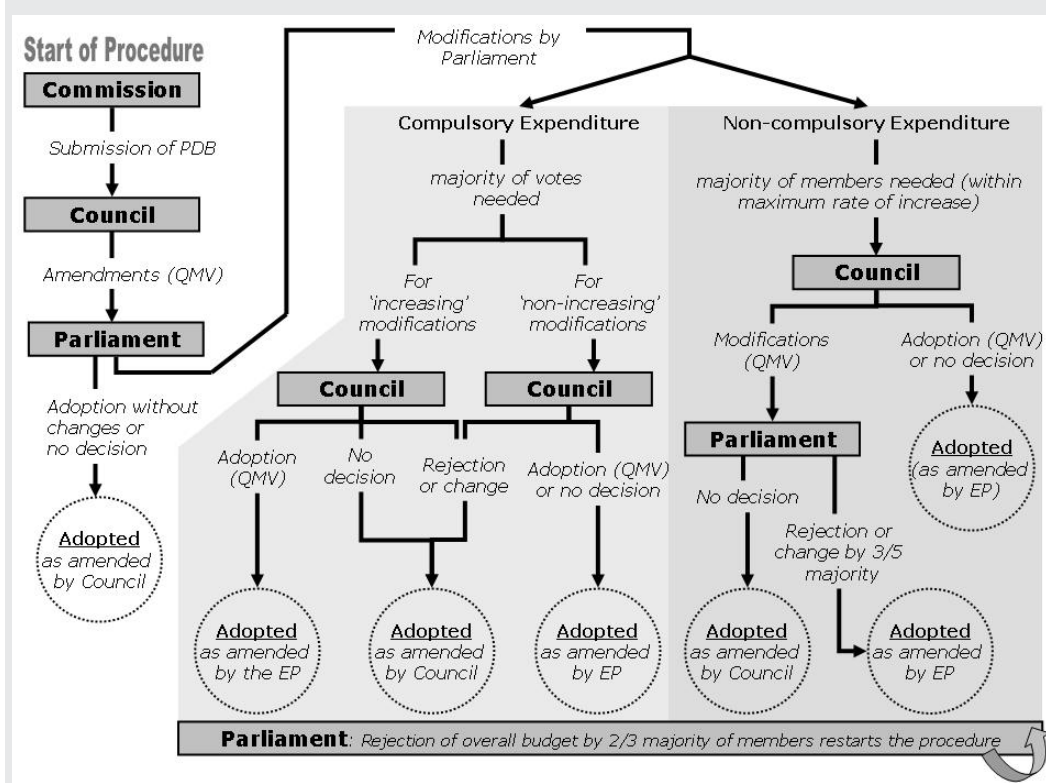 Start of Procedure
Commission
Submission of PDB
Council
Amendments (QMV)
Parliament
Adoption without
changes or
no decision
Adopted
as amended
by Council
Modifications by
Parliament
Compulsory Expenditure
majority of votes
needed
For
‘increasing’
modifications
For
‘non-increasing’
modifications
Council
Council
Adoption
(QMV)
No
decision
Rejection
or change
Adoption (QMV)
or no decision
Adopted
as amended
by the EP
Adopted
as amended
by Council
Adopted
as amended
by EP
Non-compulsory Expenditure
majority of members needed (within
maximum rate of increase)
Council
Modifications
(QMV)
Adoption (QMV)
or no decision
Parliament
Adopted
(as amended
by EP)
No decision
Rejection or
change by 3/5
majority
Adopted
as amended
by Council
Adopted
as amended
by EP
Parliament: Rejection of overall budget by 2/3 majority of members restarts the procedure